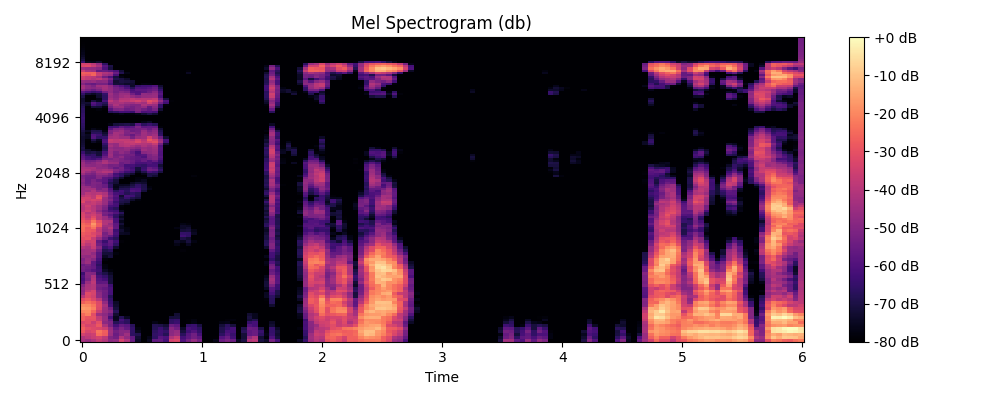 Mel Spectrogram (db)
8192
4096
2048
1024
512
0
Hz
0 1 2 3 4 5 6
Time
+0 dB
-10 dB
-20 dB
-30 dB
-40 dB
-50 dB
-60 dB
-70 dB
-80 dB